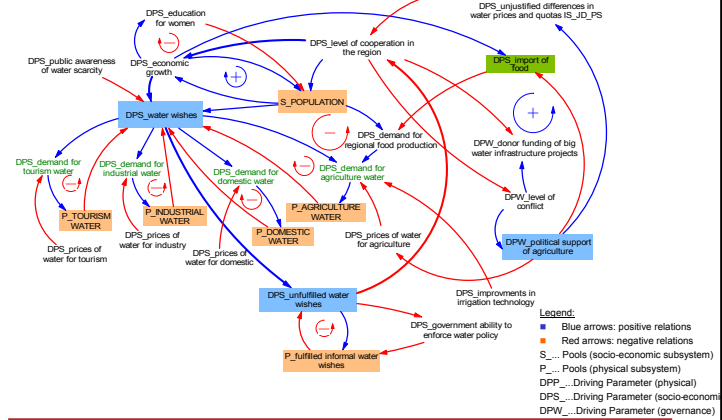 DPS_unjustified differences in
water prices and quotas IS_JD_PS
DPS_education
for women
DPS_level of cooperation in
the region
DPS_public awareness
of water scarcity
DPS_economic
growth
DPS_import of
Food
S_POPULATION
DPS_water wishes
DPS_demand for
regional food production
DPW_donor funding of big
water infrastructure projects
DPS_demand for
tourism water
DPS_demand for
industrial water
DPS_demand for
domestic water
DPS_demand for
agriculture water
DPW_level of
conflict
P_TOURISM
WATER
P_INDUSTRIAL
WATER
P_AGRICULTURE
WATER
P_DOMESTIC
WATER
DPS_prices of
water for tourism
DPS_prices of
water for industry
DPS_prices of
water for domestic
DPS_prices of water
for agriculture
DPW_political support
of agriculture
DPS_unfulfilled water
wishes
DPS_improvments in
irrigation technology
DPS_government ability to
enforce water policy
P_fulfilled informal water
wishes
Legend:
Blue arrows: positive relations
Red arrows: negative relations
S_... Pools (socio-economic subsystem)
P_... Pools (physical subsystem)
DPP_...Driving Parameter (physical)
DPS_...Driving Parameter (socio-economi
DPW_...Driving Parameter (governance)